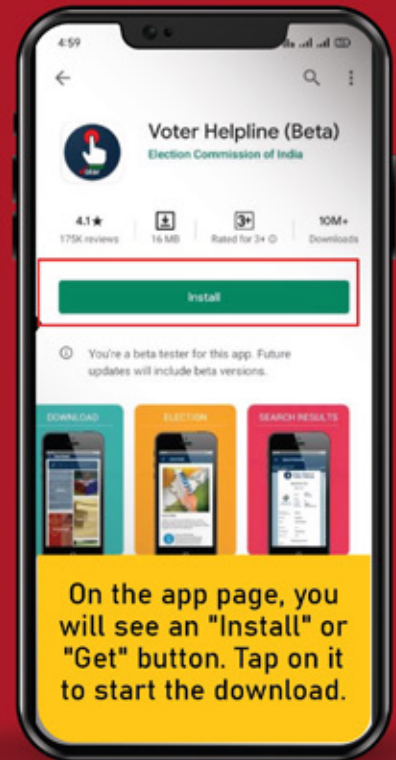 4:59
Voter Helpline (Beta)
Election Commission of India
Voter
4.1★
175K reviews
16 MB
3+
Rated for 3+
10M+
Downloads
Install
You're a beta tester for this app. Future
updates will include beta versions.
DOWNLOAD
ELECTION
SEARCH RESULTS
On the app page, you
will see an "Install" or
"Get" button. Tap on it
to start the download.